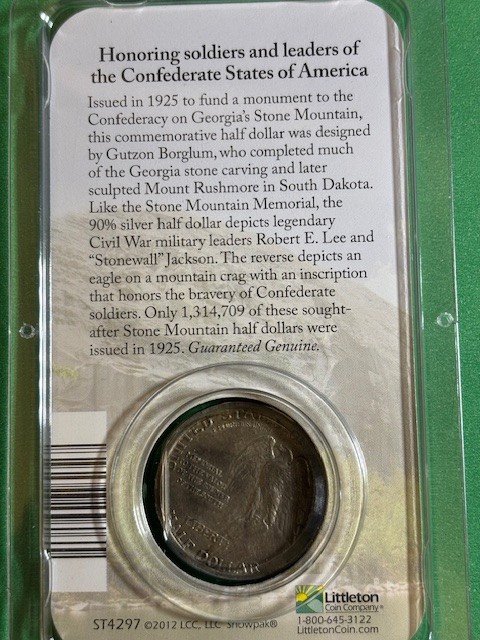 Honoring soldiers and leaders of
the Confederate States of America
Issued in 1925 to fund a monument to the
Confederacy on Georgia's Stone Mountain,
this commemorative half dollar was designed
by Gutzon Borglum, who completed much
of the Georgia stone carving and later
sculpted Mount Rushmore in South Dakota.
Like the Stone Mountain Memorial, the
90% silver half dollar depicts legendary
Civil War military leaders Robert E. Lee and
"Stonewall" Jackson. The reverse depicts an
eagle on a mountain crag with an inscription
that honors the bravery of Confederate
soldiers. Only 1,314,709 of these sought-
after Stone Mountain half dollars were
issued in 1925. Guaranteed Genuine.
UNITED STATES
LIBERTY
HALF DOLLAR
Littleton
Coin Company®
1-800-645-3122
LittletonCoin.com
ST4297 ©2012 LCC, LLC Showpak®